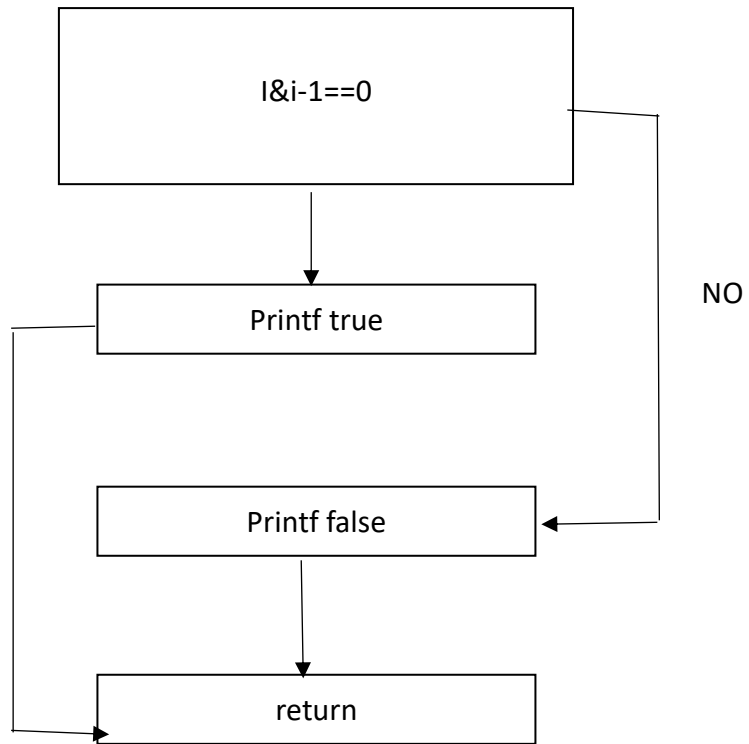 I&i-1==0
Printf true
NO
Printf false
return